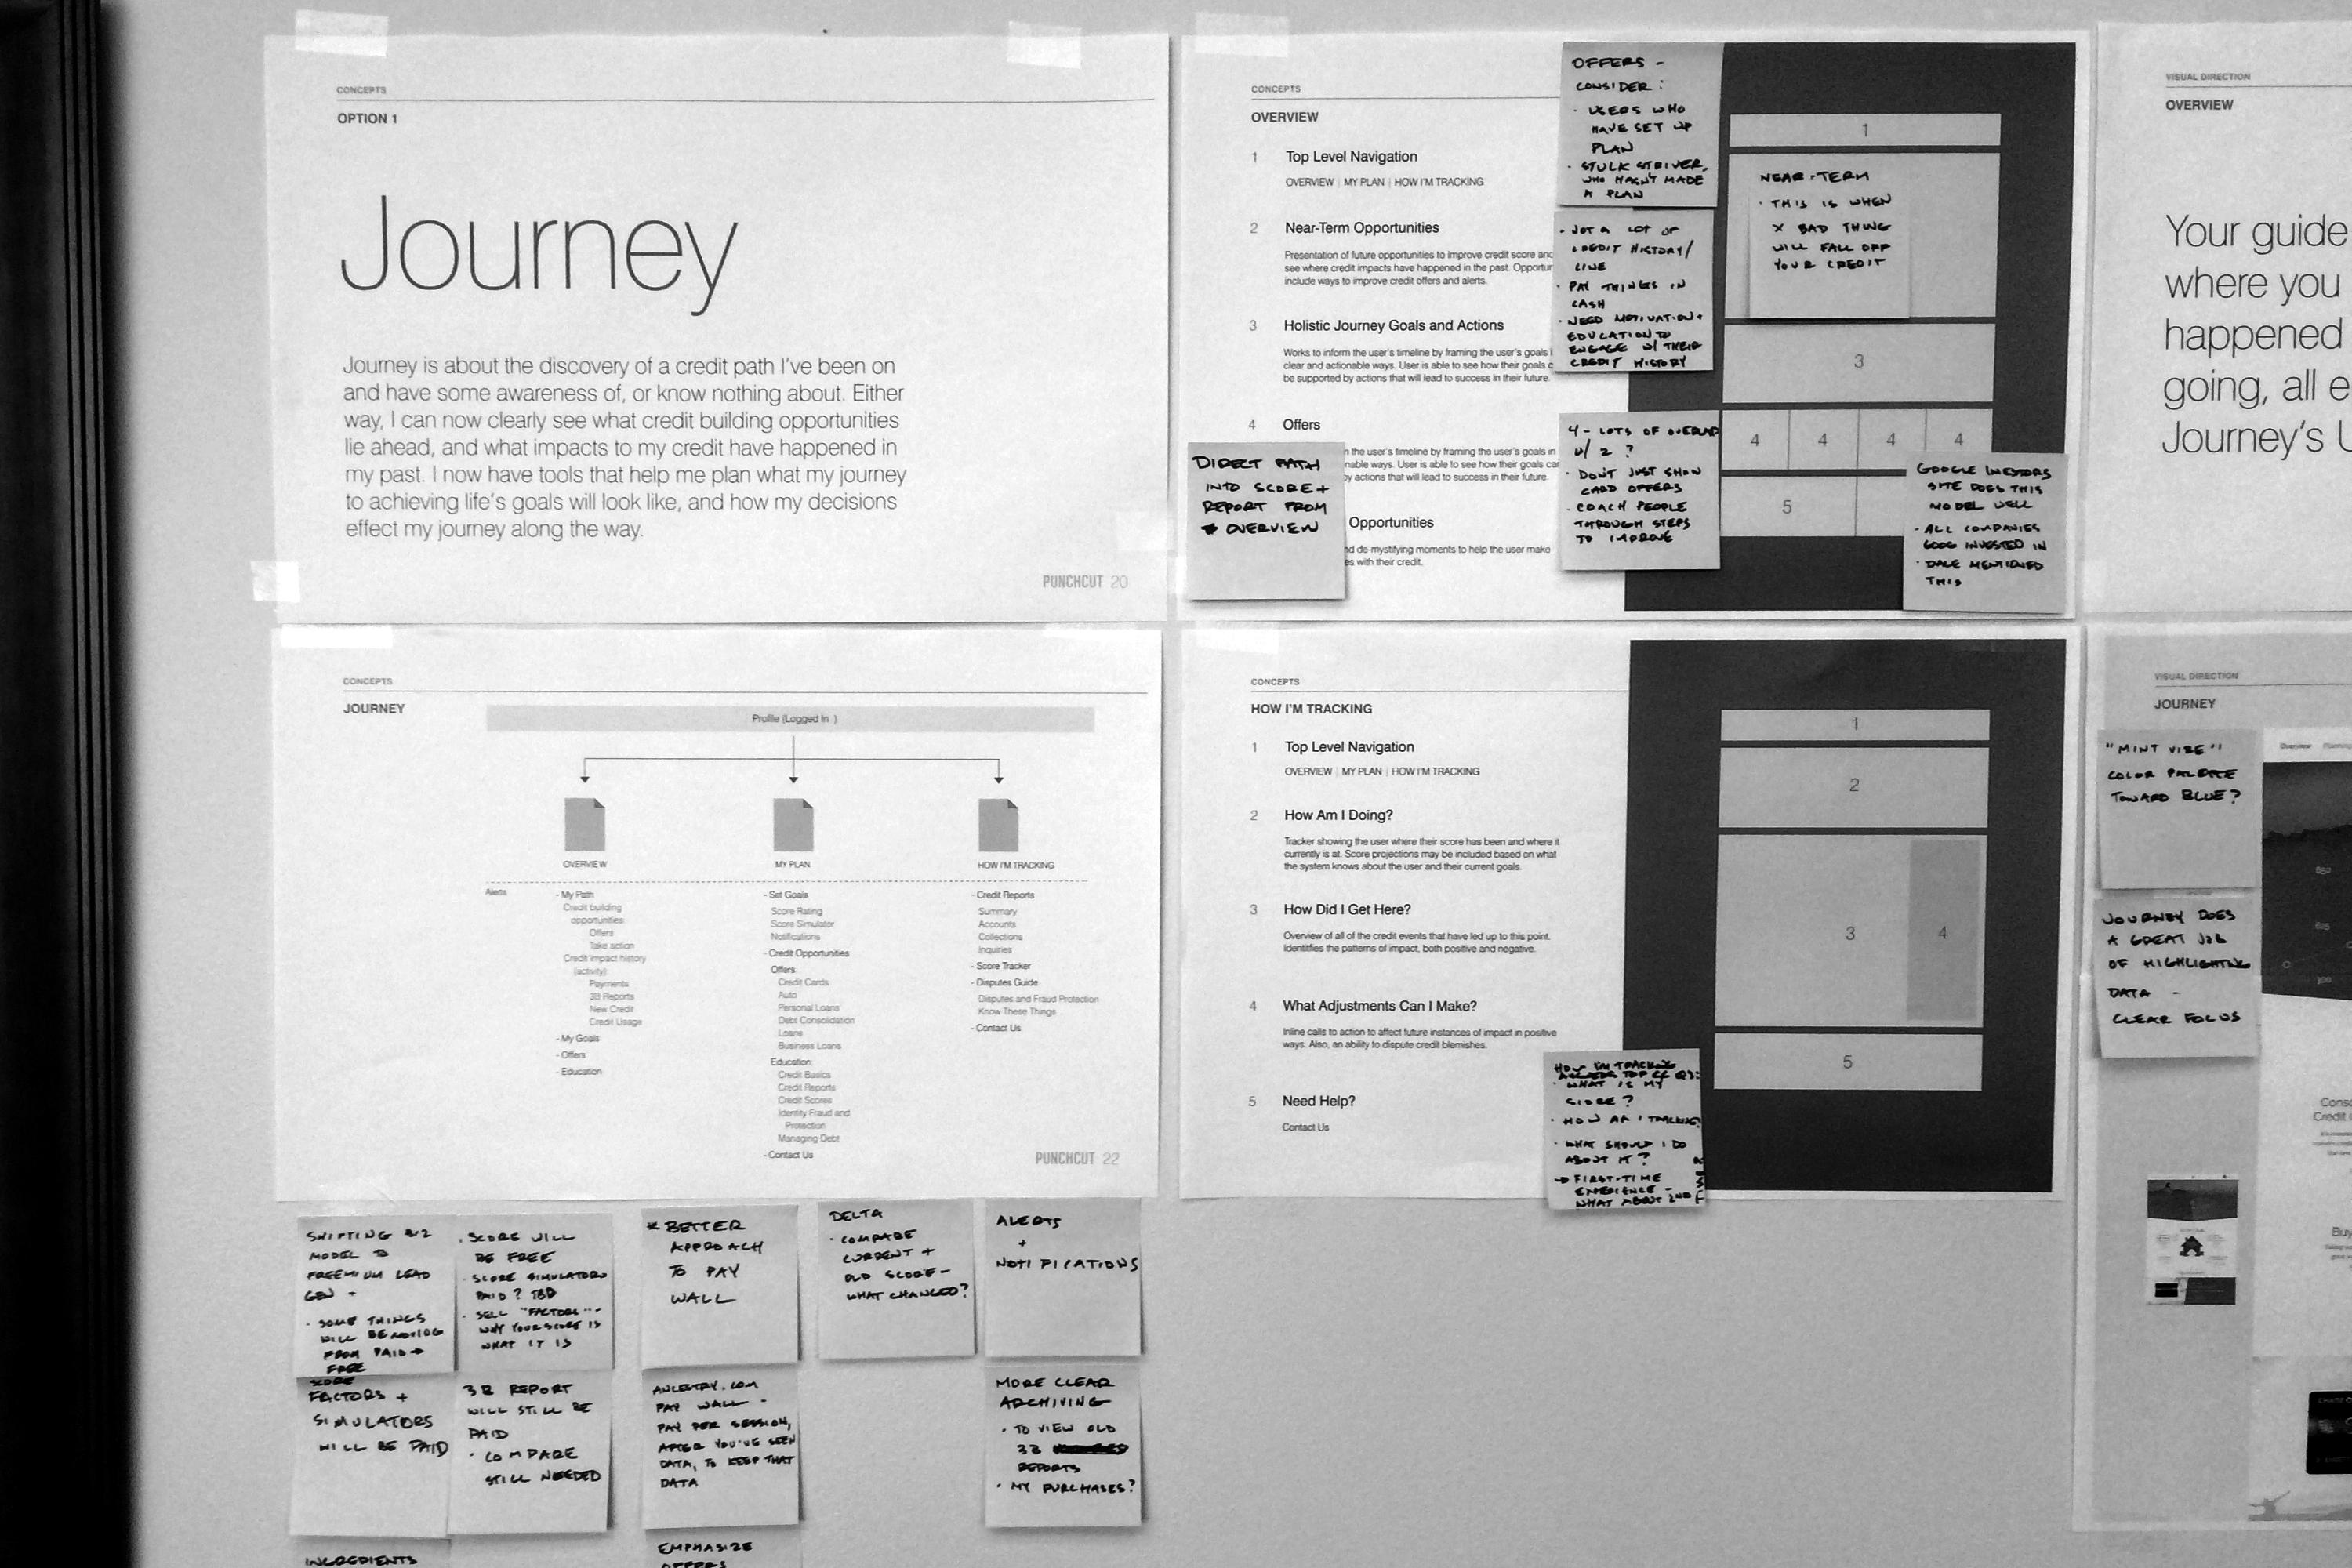 CONCEPTS
OPTION 1
Journey
Journey is about the discovery of a credit path I've been on
and have some awareness of, or know nothing about. Either
way, I can now clearly see what credit building opportunities
lie ahead, and what impacts to my credit have happened in
my past. I now have tools that help me plan what my journey
to achieving life's goals will look like, and how my decisions
effect my journey along the way.
PUNCHCUT 20
CONCEPTS
OVERVIEW
1 Top Level Navigation
OVERVIEW | MY PLAN | HOW I'M TRACKING
2 Near-Term Opportunities
Presentation of future opportunities to improve credit score and
see where credit impacts have happened in the past.
include ways to improve credit offers and alerts.
3 Holistic Journey Goals and Actions
Works to inform the user's timeline by framing the user's goals
clear and actionable ways. User is able to see how their goals
be supported by actions that will lead to success in their future.
4 Offers
the user's timeline by framing the user's goals in
ways. User is able to see how their goals
actions that will lead to success in their future.
Opportunities
de-mystifying moments to help the user make
with their credit.
DIRECT PATH
INTO SCORE +
REPORT FROM
OVERVIEW
OFFERS -
CONSIDER:
· USERS WHO
HAVE SET UP
PLAN
· STUCK STRIVER,
WHO HASN'T MADE
A PLAN
· NOT A LOT OF
CREDIT HISTORY/
LINE
· PAY THINGS IN
CASH
· NEED MOTIVATION +
EDUCATION TO
ENGAGE W/ THEIR
CREDIT HISTORY
4 - LOTS OF OVERLAP
W/ 2?
· DON'T JUST SHOW
CARD OFFERS
· COACH PEOPLE
THROUGH STEPS
TO IMPROVE
1
NEAR-TERM
· THIS IS WHEN
X BAD THING
WILL FALL OFF
YOUR CREDIT
3
4 4 4 4
5
GOOGLE INVESTORS
SITE DOES THIS
MODEL WELL
· ALL COMPANIES
GOOG INVESTED IN
· DALE MENTIONED
THIS
VISUAL DIRECTION
OVERVIEW
Your guide
where you
happened
going, all
Journey's
CONCEPTS
JOURNEY
Profile (Logged In )
OVERVIEW
MY PLAN
HOW I'M TRACKING
Alerts
- My Path
Credit building
opportunities
Offers
Take action
Credit impact history
(activity)
Payments
3B Reports
New Credit
Credit Usage
- My Goals
- Offers
- Education
- Set Goals
Score Rating
Score Simulator
Notifications
- Credit Opportunities
Offers
Credit Cards
Auto
Personal Loans
Debt Consolidation
Loans
Business Loans
Education
Credit Basics
Credit Reports
Credit Scores
Identity Fraud and
Protection
Managing Debt
- Contact Us
- Credit Reports
Summary
Accounts
Collections
Inquiries
- Score Tracker
- Disputes Guide
Disputes and Fraud Protection
Know These Things
- Contact Us
PUNCHCUT 22
CONCEPTS
HOW I'M TRACKING
1 Top Level Navigation
OVERVIEW | MY PLAN | HOW I'M TRACKING
2 How Am I Doing?
Tracker showing the user where their score has been and where it
currently is at. Score projections may be included based on what
the system knows about the user and their current goals.
3 How Did I Get Here?
Overview of all of the credit events that have led up to this point.
Identifies the patterns of impact, both positive and negative.
4 What Adjustments Can I Make?
Inline calls to action to affect future instances of impact in positive
ways. Also, an ability to dispute credit blemishes.
5 Need Help?
Contact Us
HOW I'M TRACKING
TOP
· WHAT IS MY
SCORE?
· HOW AM I TRACKING?
· WHAT SHOULD I DO
ABOUT IT?
→ FIRST-TIME
EXPERIENCE -
WHAT ABOUT 2ND
1
2
3
4
5
VISUAL DIRECTION
JOURNEY
"MINT VIBE"
COLOR PALETTE
TOWARD BLUE?
JOURNEY DOES
A GREAT JOB
OF HIGHLIGHTING
DATA -
CLEAR FOCUS
Overview
Credit
Buy
SHIFTING
MODEL TO
FREEMIUM LEAD
GEN -
· SOME THINGS
WILL BE MOVING
FROM PAID →
FREE
· SCORE WILL
BE FREE
· SCORE SIMULATORS
PAID? TBD
· SELL "FACTORS" -
WHY YOUR SCORE IS
WHAT IT IS
* BETTER
APPROACH
TO PAY
WALL
DELTA
· COMPARE
CURRENT +
OLD SCORE -
WHAT CHANGED?
ALERTS
+
NOTIFICATIONS
SCORE
FACTORS +
SIMULATORS
WILL BE PAID
3B REPORT
WILL STILL BE
PAID
· COMPARE
STILL NEEDED
ANCESTRY.COM
PAY WALL -
PAY PER SESSION,
AFTER YOU'VE SEEN
DATA, TO KEEP THAT
DATA
MORE CLEAR
ARCHIVING
· TO VIEW OLD
3B
REPORTS
· MY PURCHASES?
INGREDIENTS
EMPHASIZE
OFFERS